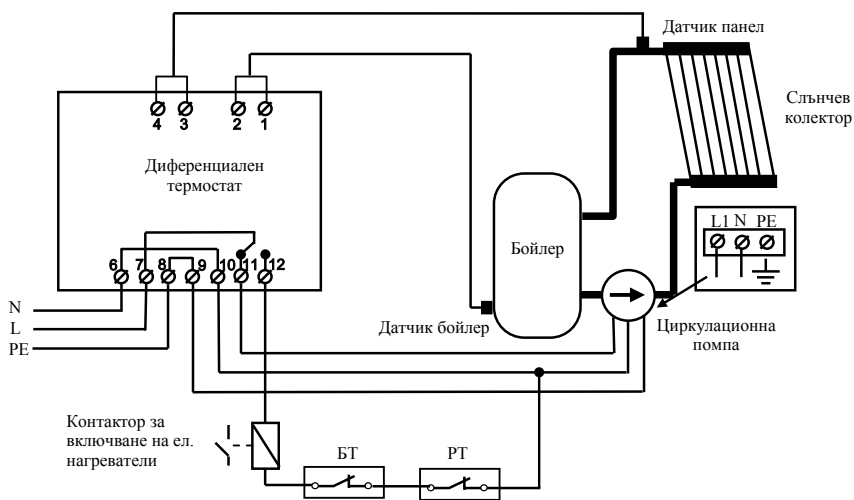 Датчик панел
Слънчев
колектор
4 3 2 1
Диференциален
термостат
L1 N PE
Бойлер
6 7 8 9 10 11 12
N
L
PE
Датчик бойлер
Циркулационна
помпа
Контактор за
включване на ел.
нагреватели
БТ
РТ